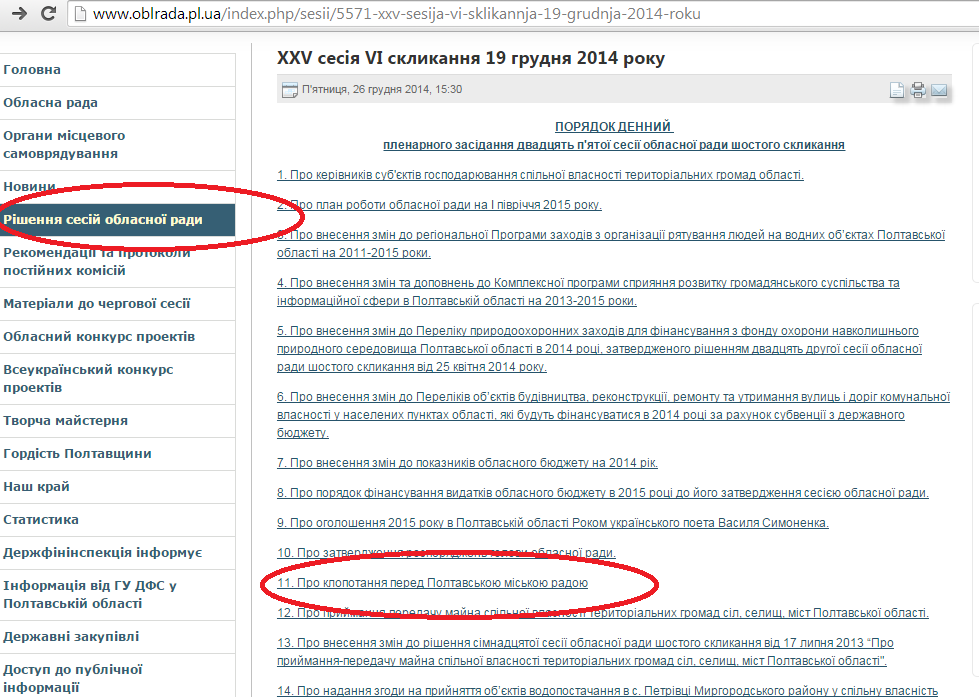 www.oblrada.pl.ua/index.php/sesii/5571-xxv-sesija-vi-sklikannja-19-grudnja-2014-roku
Головна
Обласна рада
Органи місцевого
самоврядування
Новини
Рішення сесій обласної ради
Рекомендації та протоколи
постійних комісій
Матеріали до чергової сесії
Обласний конкурс проектів
Всеукраїнський конкурс
проектів
Творча майстерня
Гордість Полтавщини
Наш край
Статистика
Держфінінспекція інформує
Інформація від ГУ ДФС у
Полтавській області
Державні закупівлі
Доступ до публічної
інформації
XXV сесія VI скликання 19 грудня 2014 року
П'ятниця, 26 грудня 2014, 15:30
ПОРЯДОК ДЕННИЙ
пленарного засідання двадцять п'ятої сесії обласної ради шостого скликання
1. Про керівників суб'єктів господарювання спільної власності територіальних громад області.
2. Про план роботи обласної ради на І півріччя 2015 року.
3. Про внесення змін до регіональної Програми заходів з організації рятування людей на водних об’єктах Полтавської
області на 2011-2015 роки.
4. Про внесення змін та доповнень до Комплексної програми сприяння розвитку громадянського суспільства та
інформаційної сфери в Полтавській області на 2013-2015 роки.
5. Про внесення змін до Переліку природоохоронних заходів для фінансування з фонду охорони навколишнього
природного середовища Полтавської області в 2014 році, затвердженого рішенням двадцять другої сесії обласної
ради шостого скликання від 25 квітня 2014 року.
6. Про внесення змін до Переліків об’єктів будівництва, реконструкції, ремонту та утримання вулиць і доріг комунальної
власності у населених пунктах області, які будуть фінансуватися в 2014 році за рахунок субвенції з державного
бюджету.
7. Про внесення змін до показників обласного бюджету на 2014 рік.
8. Про порядок фінансування видатків обласного бюджету в 2015 році до його затвердження сесією обласної ради.
9. Про оголошення 2015 року в Полтавській області Роком українського поета Василя Симоненка.
10. Про затвердження розпоряджень голови обласної ради.
11. Про клопотання перед Полтавською міською радою
12. Про приймання-передачу майна спільної власності територіальних громад сіл, селищ, міст Полтавської області.
13. Про внесення змін до рішення сімнадцятої сесії обласної ради шостого скликання від 17 липня 2013 “Про
приймання-передачу майна спільної власності територіальних громад сіл, селищ, міст Полтавської області”.
14. Про надання згоди на прийняття об’єктів водопостачання в с. Петрівці Миргородського району у спільну власність